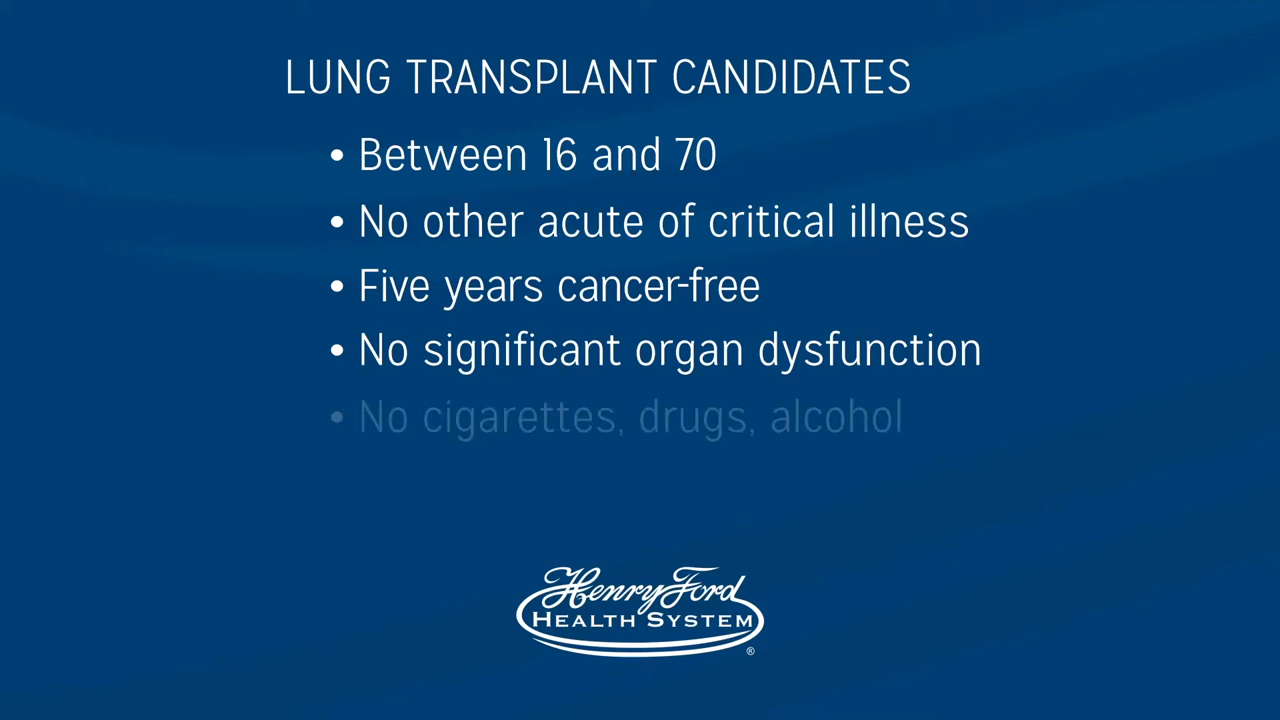 LUNG TRANSPLANT CANDIDATES
• Between 16 and 70
• No other acute of critical illness
• Five years cancer-free
• No significant organ dysfunction
• No cigarettes, drugs, alcohol
Henry Ford
HEALTH SYSTEM
®